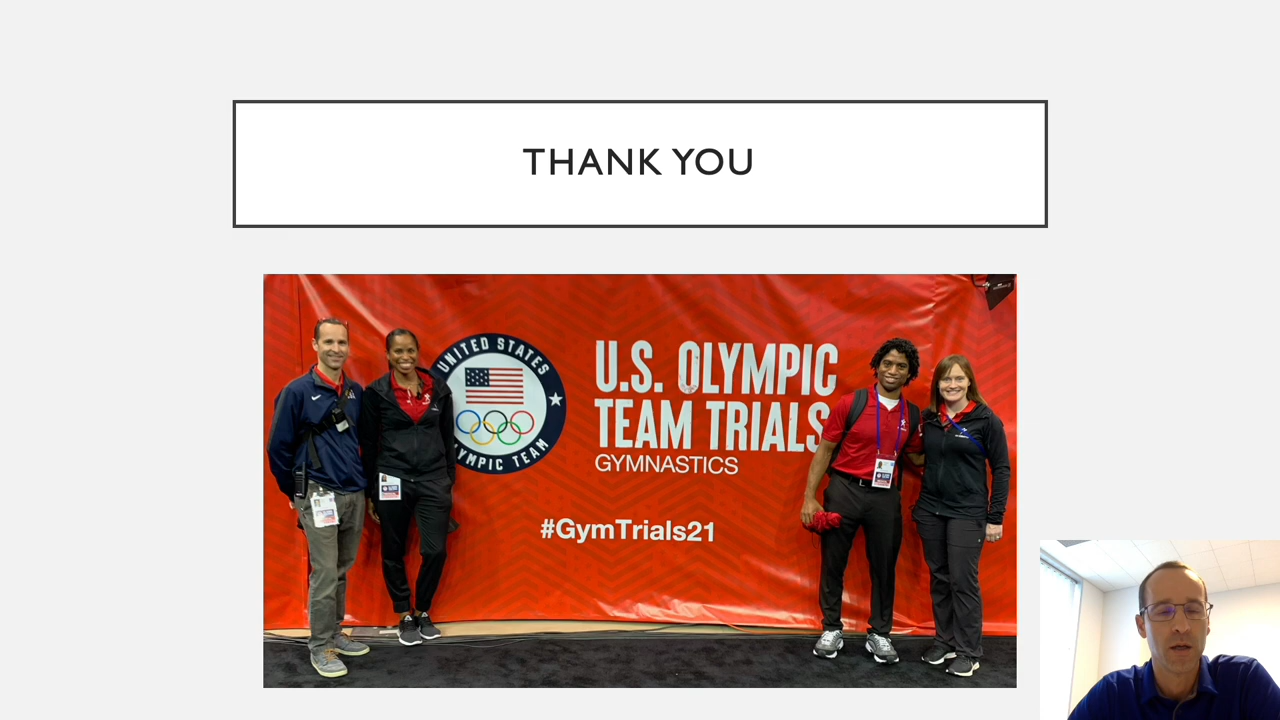 THANK YOU
UNITED STATES
OLYMPIC TEAM
U.S. OLYMPIC
TEAM TRIALS
GYMNASTICS
#GymTrials21